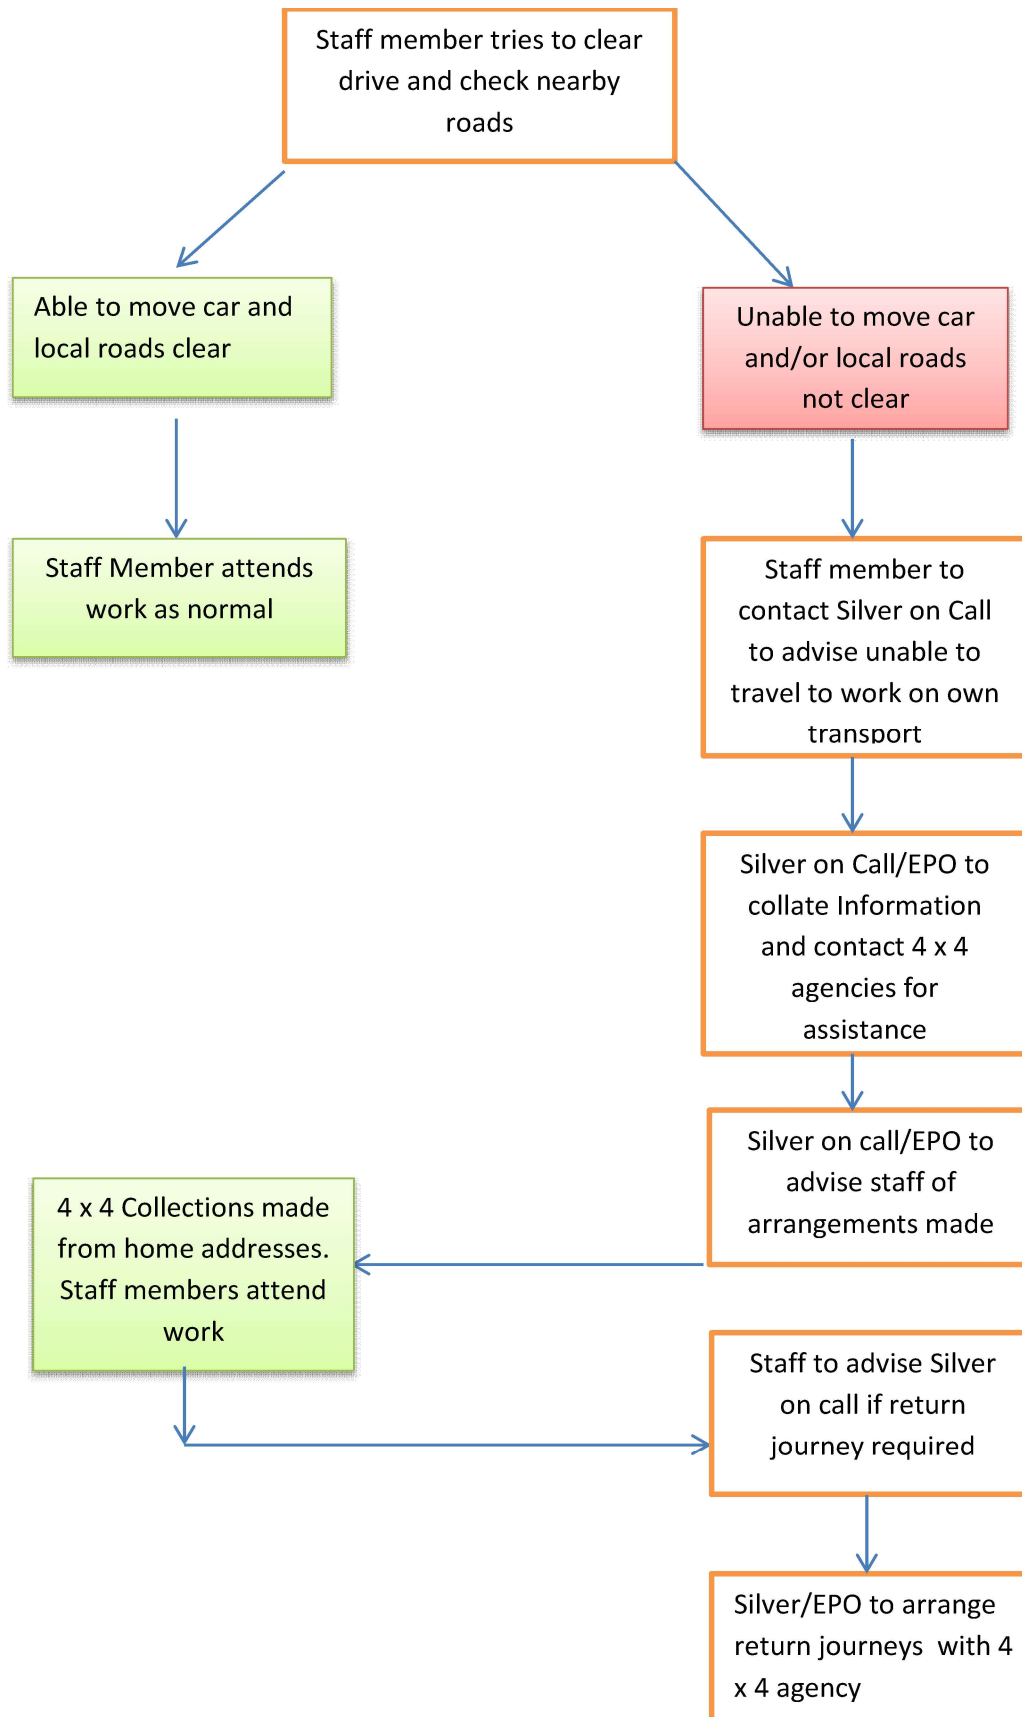 Staff member tries to clear
drive and check nearby
roads
Able to move car and
local roads clear
Unable to move car
and/or local roads
not clear
Staff Member attends
work as normal
Staff member to
contact Silver on Call
to advise unable to
travel to work on own
transport
Silver on Call/EPO to
collate Information
and contact 4 x 4
agencies for
assistance
Silver on call/EPO to
advise staff of
arrangements made
4 x 4 Collections made
from home addresses.
Staff members attend
work
Staff to advise Silver
on call if return
journey required
Silver/EPO to arrange
return journeys  with 4
x 4 agency